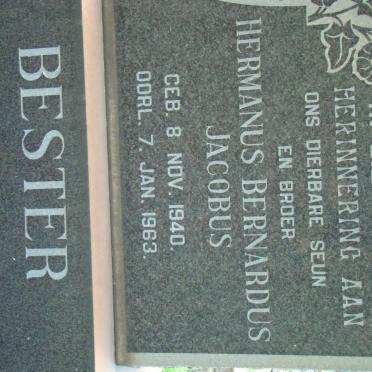 HERINNERING AAN
ONS DIERBARE SEUN
EN BROER
HERMANUS BERNARDUS
JACOBUS
GEB. 8 NOV. 1940.
OORL. 7. JAN. 1963
BESTER